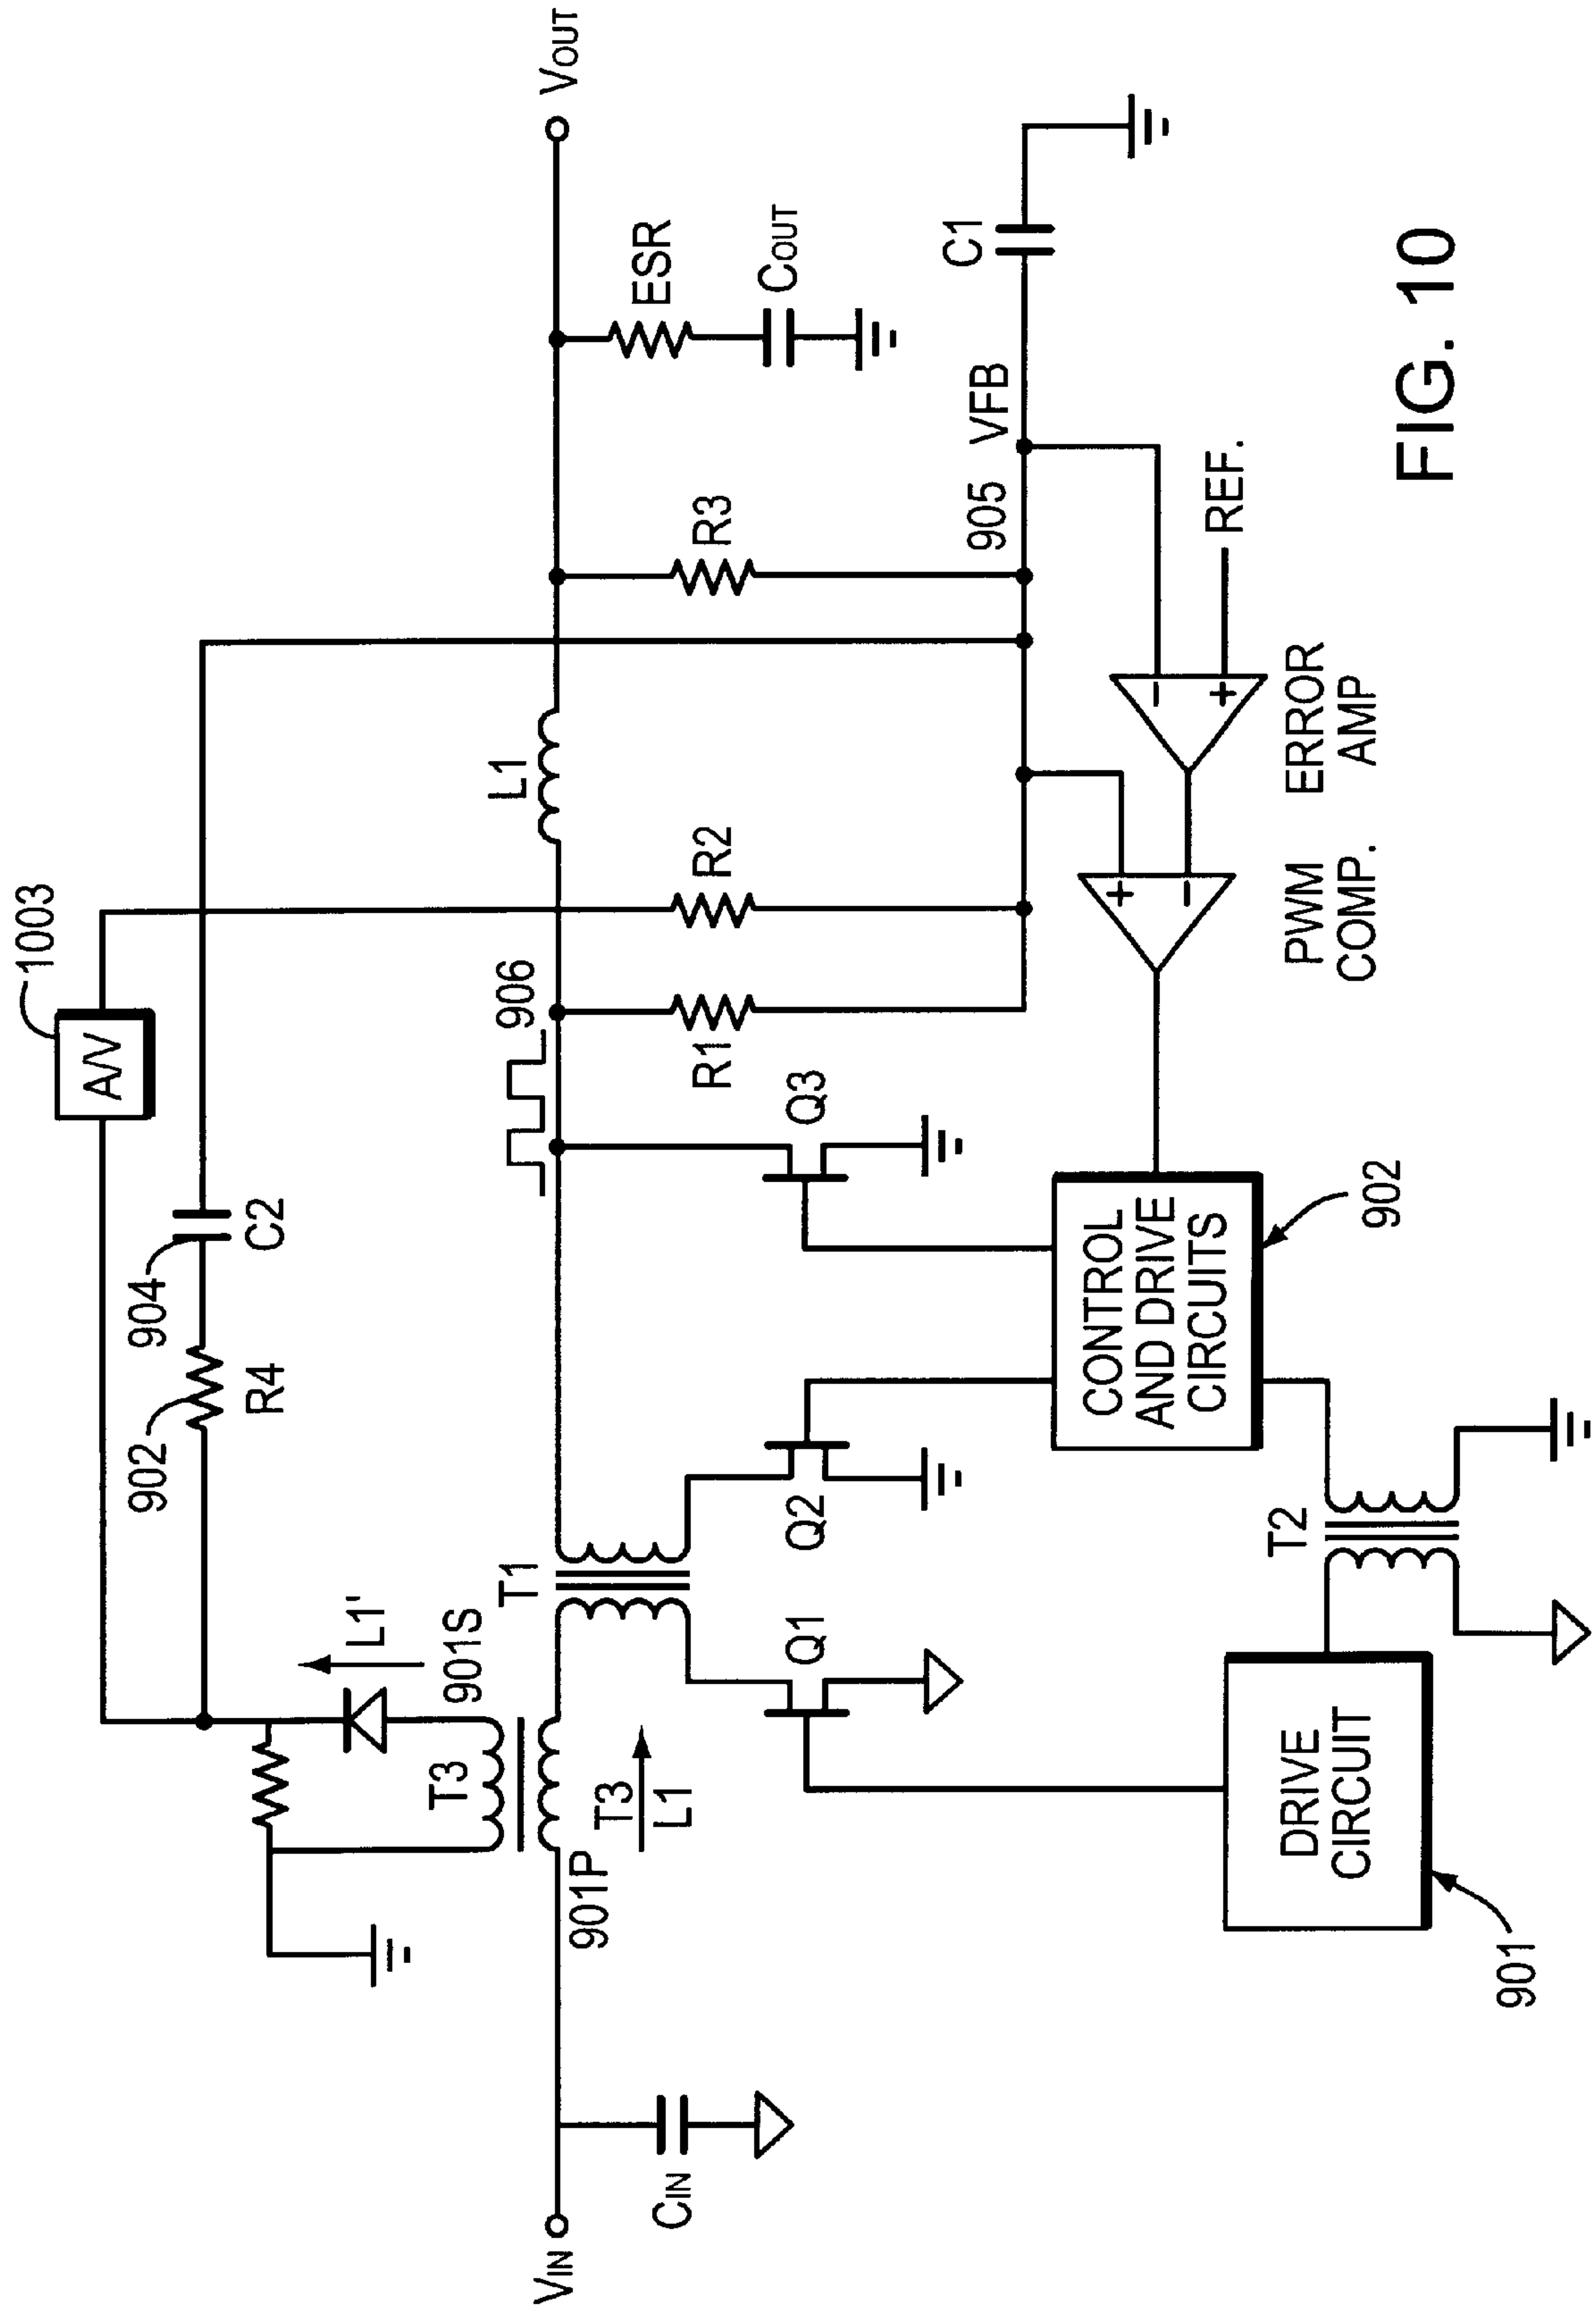 1003
A/V
902
904
R4
C2
L1'
901S
T3
T3
L1
901P
T1
906
L1
VIN
CIN
VOUT
ESR
COUT
Q1
Q2
Q3
R1
R2
R3
905
VFB
C1
DRIVE
CIRCUIT
901
T2
CONTROL
AND DRIVE
CIRCUITS
902
+
−
PWM
COMP.
−
+
ERROR
AMP
REF.
FIG. 10